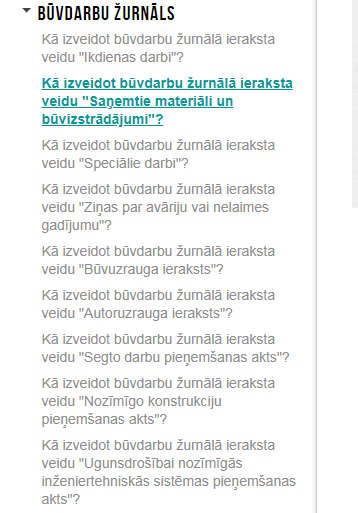 BŪVDARBU ŽURNĀLS
Kā izveidot būvdarbu žurnālā ieraksta
veidu "Ikdienas darbi"?
Kā izveidot būvdarbu žurnālā ieraksta
veidu "Saņemtie materiāli un
būvizstrādājumi"?
Kā izveidot būvdarbu žurnālā ieraksta
veidu "Speciālie darbi"?
Kā izveidot būvdarbu žurnālā ieraksta
veidu "Ziņas par avāriju vai nelaimes
gadījumu"?
Kā izveidot būvdarbu žurnālā ieraksta
veidu "Būvuzrauga ieraksts"?
Kā izveidot būvdarbu žurnālā ieraksta
veidu "Autoruzrauga ieraksts"?
Kā izveidot būvdarbu žurnālā ieraksta
veidu "Segto darbu pieņemšanas akts"?
Kā izveidot būvdarbu žurnālā ieraksta
veidu "Nozīmīgo konstrukciju
pieņemšanas akts"?
Kā izveidot būvdarbu žurnālā ieraksta
veidu "Ugunsdrošībai nozīmīgās
inženiertehniskās sistēmas pieņemšanas
akts"?